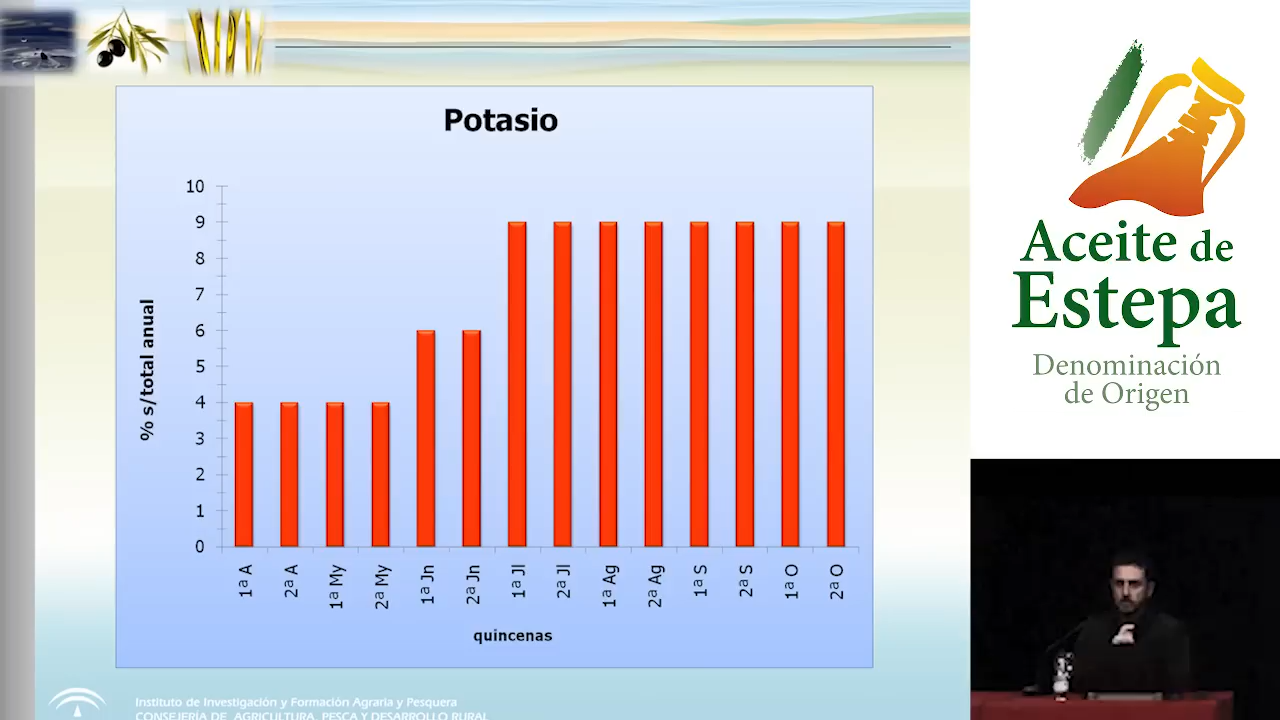 Potasio
10
9
8
7
6
5
4
3
2
1
0
% s/total anual
1ª A
2ª A
1ª My
2ª My
1ª Jn
2ª Jn
1ª Jl
2ª Jl
1ª Ag
2ª Ag
1ª S
2ª S
1ª O
2ª O
quincenas
Instituto de Investigación y Formación Agraria y Pesquera
CONSEJERÍA DE AGRICULTURA, PESCA Y DESARROLLO RURAL
Aceite de
Estepa
Denominación
de Origen